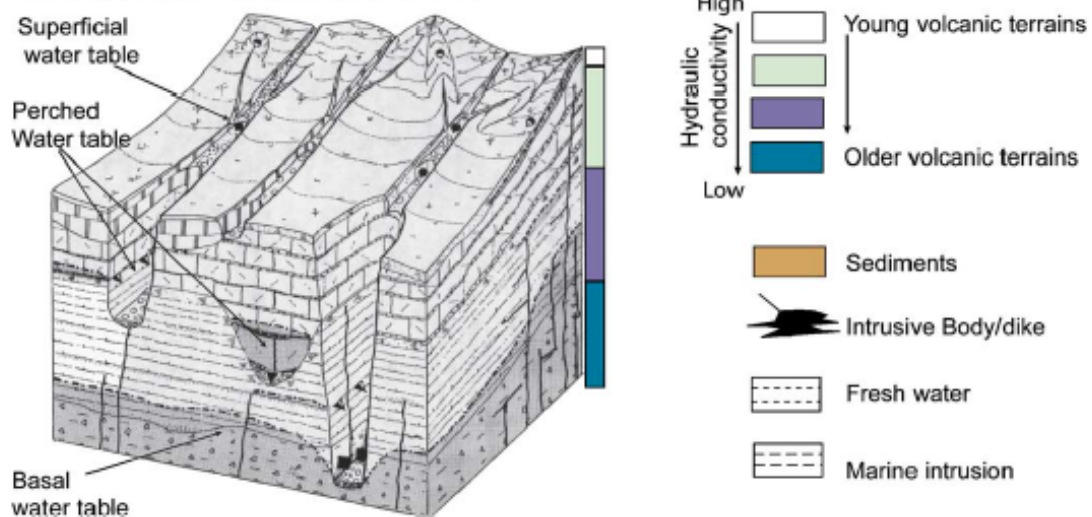 Superficial
water table
Perched
Water table
Basal
water table
High
Hydraulic
conductivity
Low
Young volcanic terrains
Older volcanic terrains
Sediments
Intrusive Body/dike
Fresh water
Marine intrusion